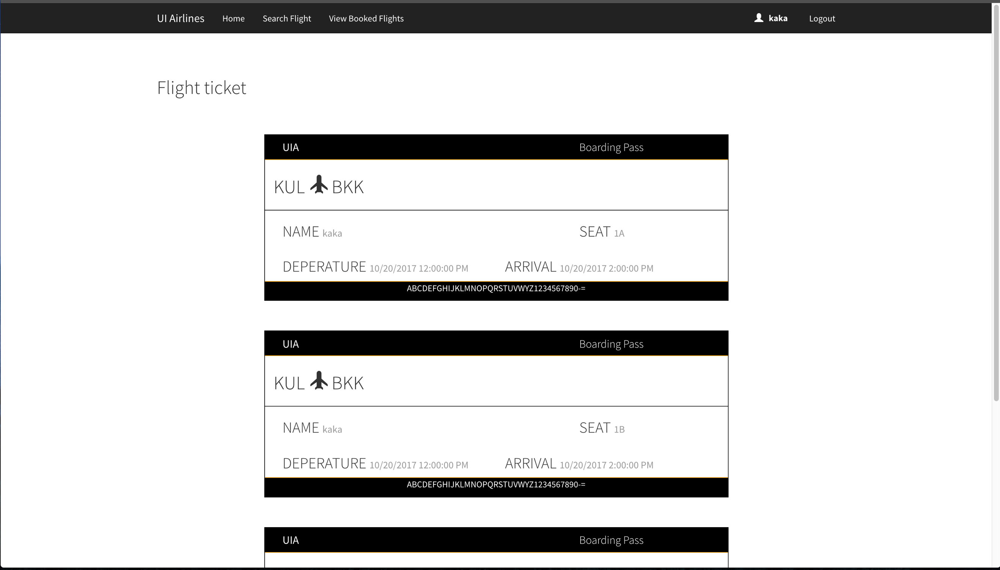 UI Airlines Home Search Flight View Booked Flights kaka Logout
Flight ticket
UIA Boarding Pass
KUL BKK
NAME kaka SEAT 1A
DEPERATURE 10/20/2017 12:00:00 PM ARRIVAL 10/20/2017 2:00:00 PM
ABCDEFGHIJKLMNOPQRSTUVWYZ1234567890-=
UIA Boarding Pass
KUL BKK
NAME kaka SEAT 1B
DEPERATURE 10/20/2017 12:00:00 PM ARRIVAL 10/20/2017 2:00:00 PM
ABCDEFGHIJKLMNOPQRSTUVWYZ1234567890-=
UIA Boarding Pass